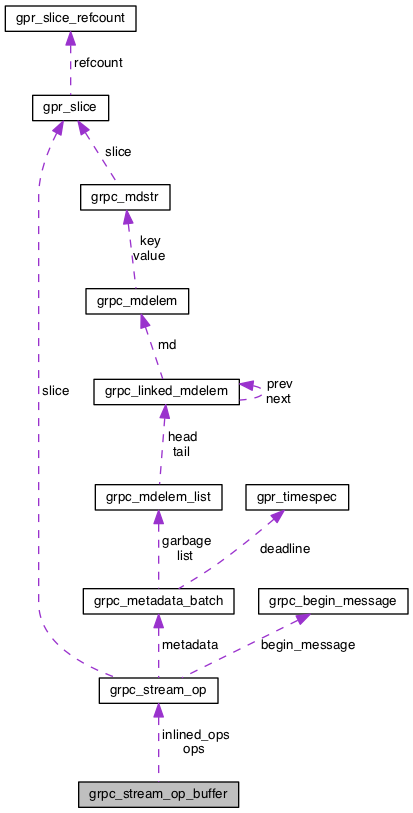 gpr_slice_refcount
refcount
gpr_slice
slice
grpc_mdstr
key
value
grpc_mdelem
md
grpc_linked_mdelem
prev
next
slice
head
tail
grpc_mdelem_list
gpr_timespec
garbage
list
deadline
grpc_metadata_batch
grpc_begin_message
metadata
begin_message
grpc_stream_op
inlined_ops
ops
grpc_stream_op_buffer